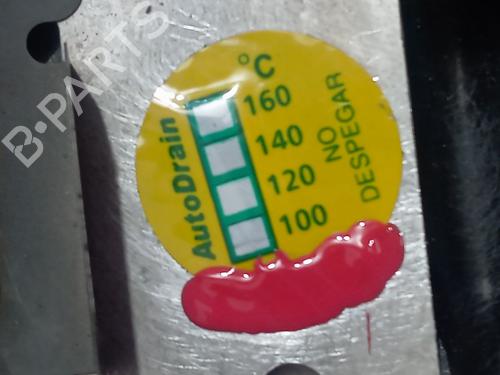 B-PARTS
AutoDrain
°C
160
140
120
100
NO
DESPEGAR